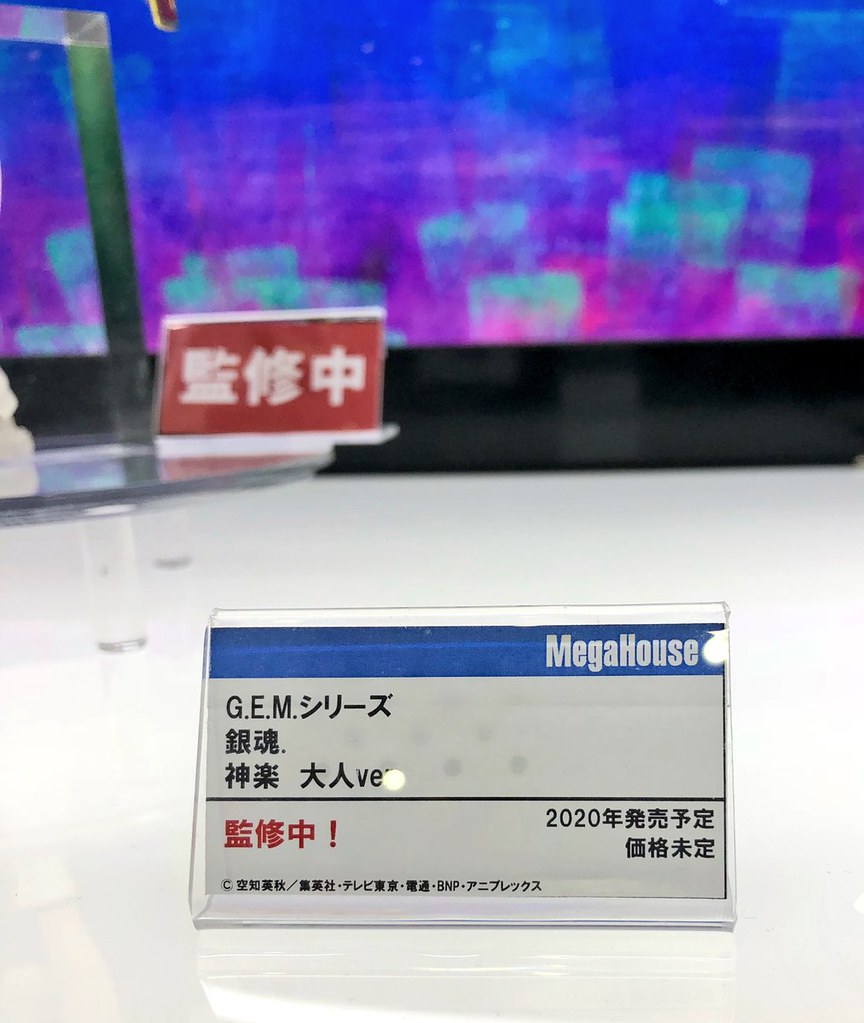 監修中
MegaHouse
G.E.M.シリーズ
銀魂.
神楽 大人ver
監修中！
2020年発売予定
価格未定
© 空知英秋／集英社・テレビ東京・電通・BNP・アニプレックス